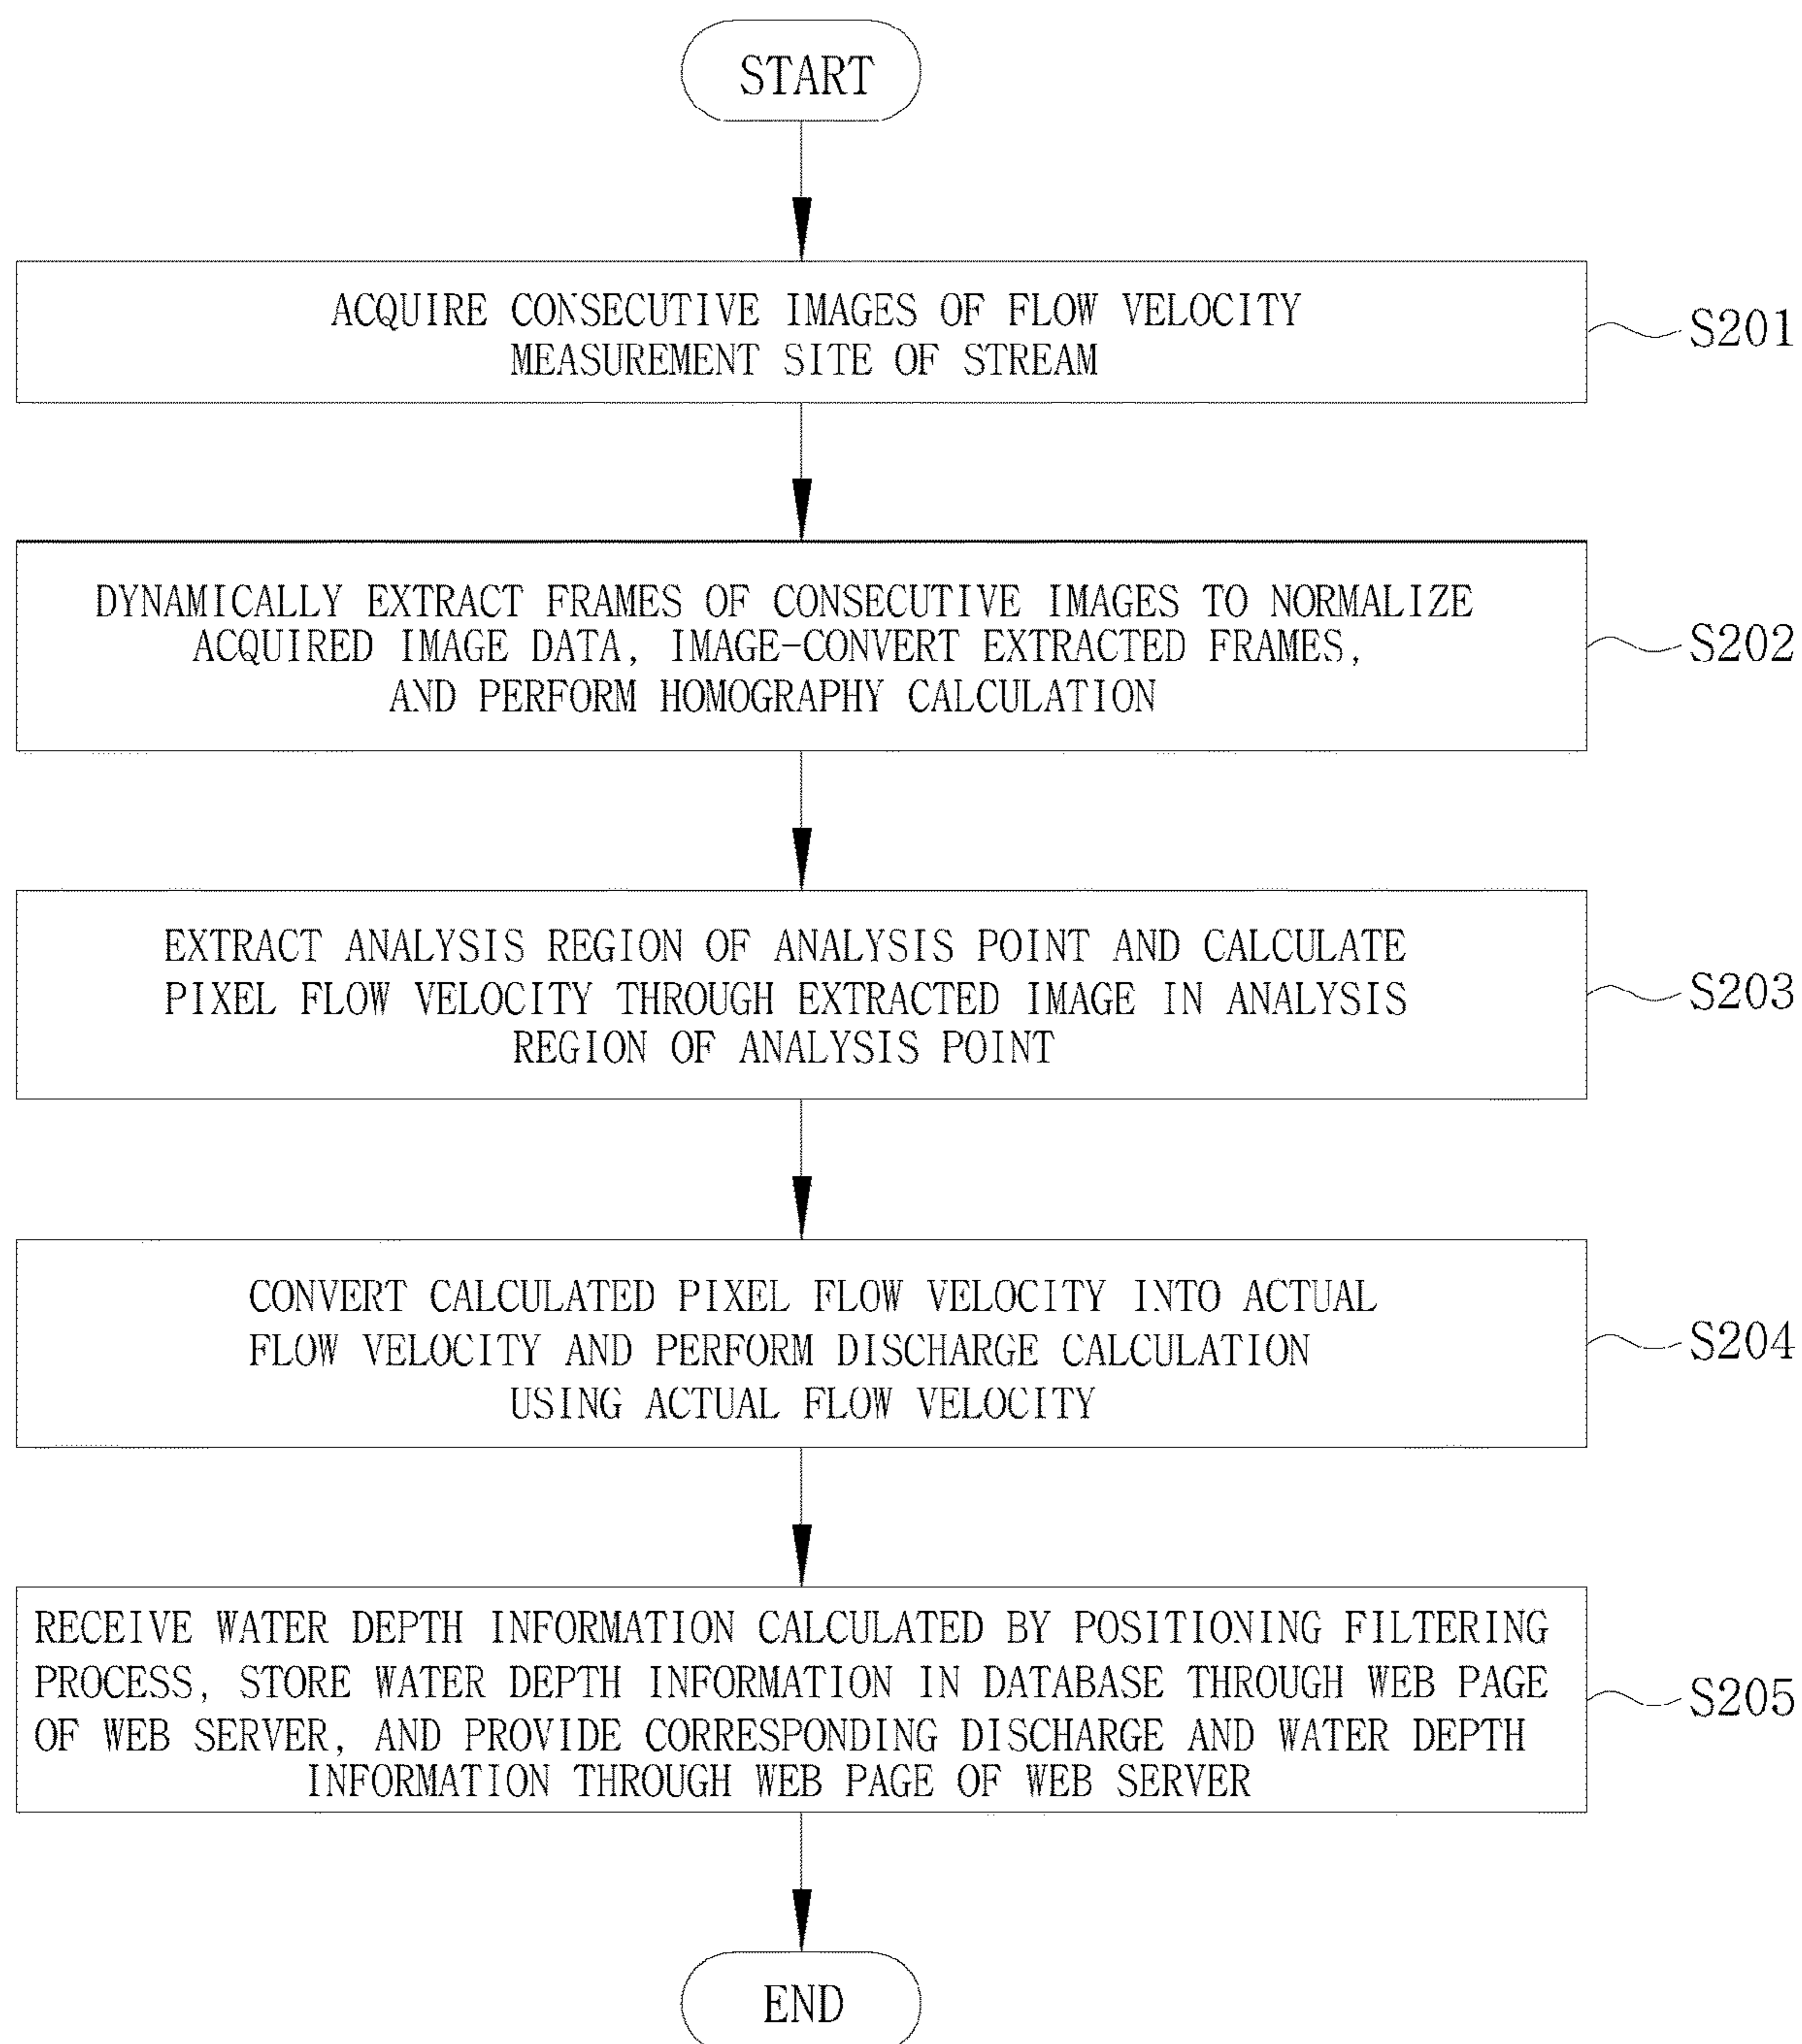 START
ACQUIRE CONSECUTIVE IMAGES OF FLOW VELOCITY
MEASUREMENT SITE OF STREAM
S201
DYNAMICALLY EXTRACT FRAMES OF CONSECUTIVE IMAGES TO NORMALIZE
ACQUIRED IMAGE DATA, IMAGE-CONVERT EXTRACTED FRAMES,
AND PERFORM HOMOGRAPHY CALCULATION
S202
EXTRACT ANALYSIS REGION OF ANALYSIS POINT AND CALCULATE
PIXEL FLOW VELOCITY THROUGH EXTRACTED IMAGE IN ANALYSIS
REGION OF ANALYSIS POINT
S203
CONVERT CALCULATED PIXEL FLOW VELOCITY INTO ACTUAL
FLOW VELOCITY AND PERFORM DISCHARGE CALCULATION
USING ACTUAL FLOW VELOCITY
S204
RECEIVE WATER DEPTH INFORMATION CALCULATED BY POSITIONING FILTERING
PROCESS, STORE WATER DEPTH INFORMATION IN DATABASE THROUGH WEB PAGE
OF WEB SERVER, AND PROVIDE CORRESPONDING DISCHARGE AND WATER DEPTH
INFORMATION THROUGH WEB PAGE OF WEB SERVER
S205
END